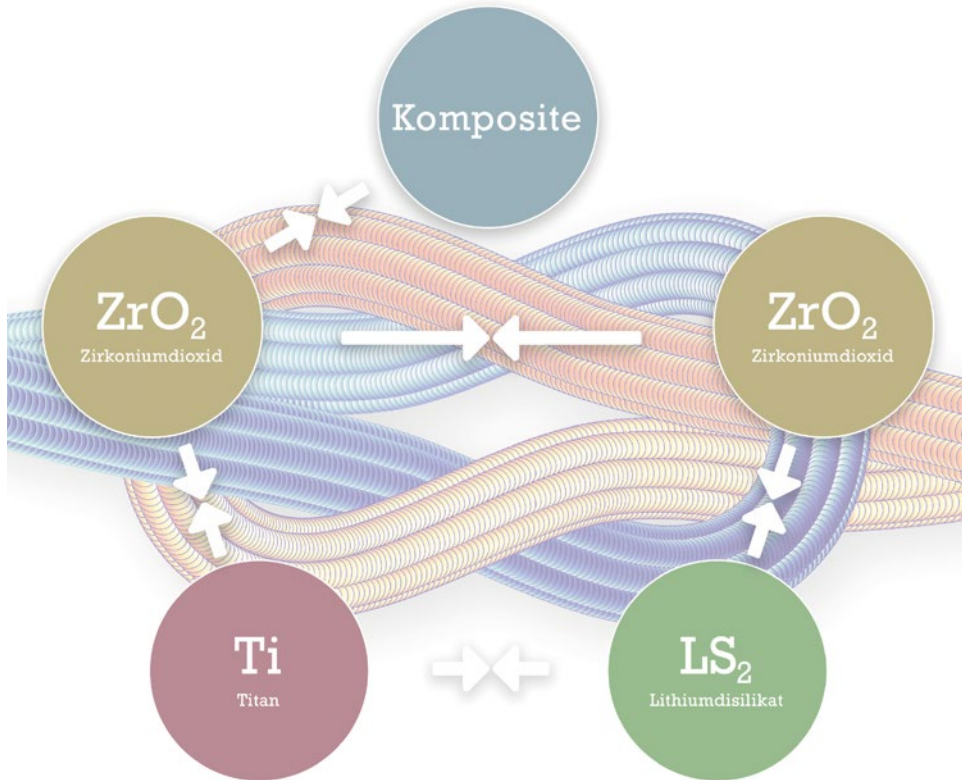 Komposite
ZrO₂
Zirkoniumdioxid
ZrO₂
Zirkoniumdioxid
Ti
Titan
LS₂
Lithiumdisilikat